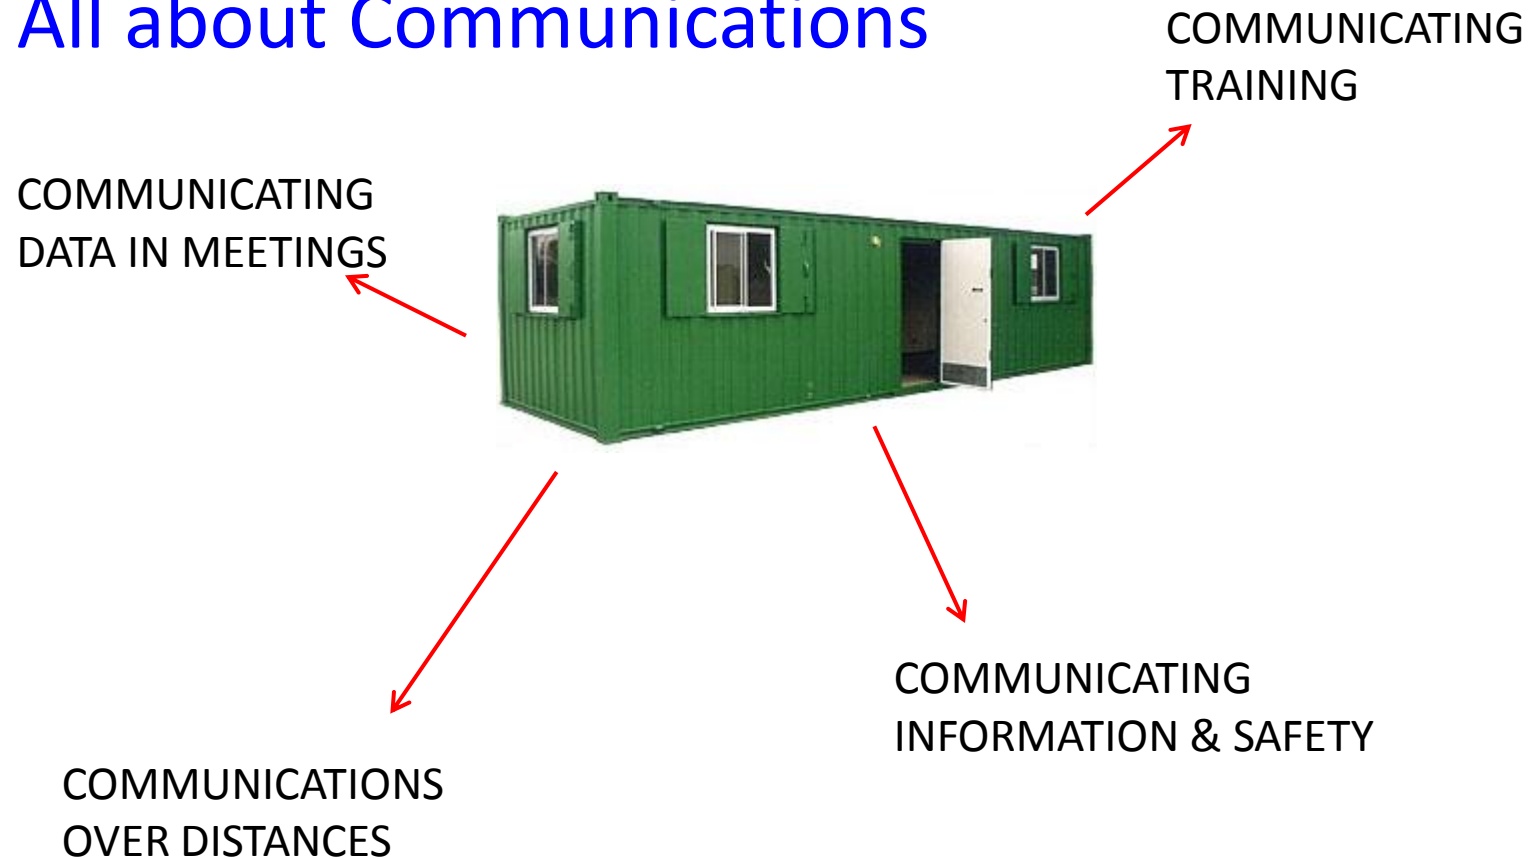 All about Communications
COMMUNICATING
TRAINING
COMMUNICATING
DATA IN MEETINGS
COMMUNICATING
INFORMATION & SAFETY
COMMUNICATIONS
OVER DISTANCES